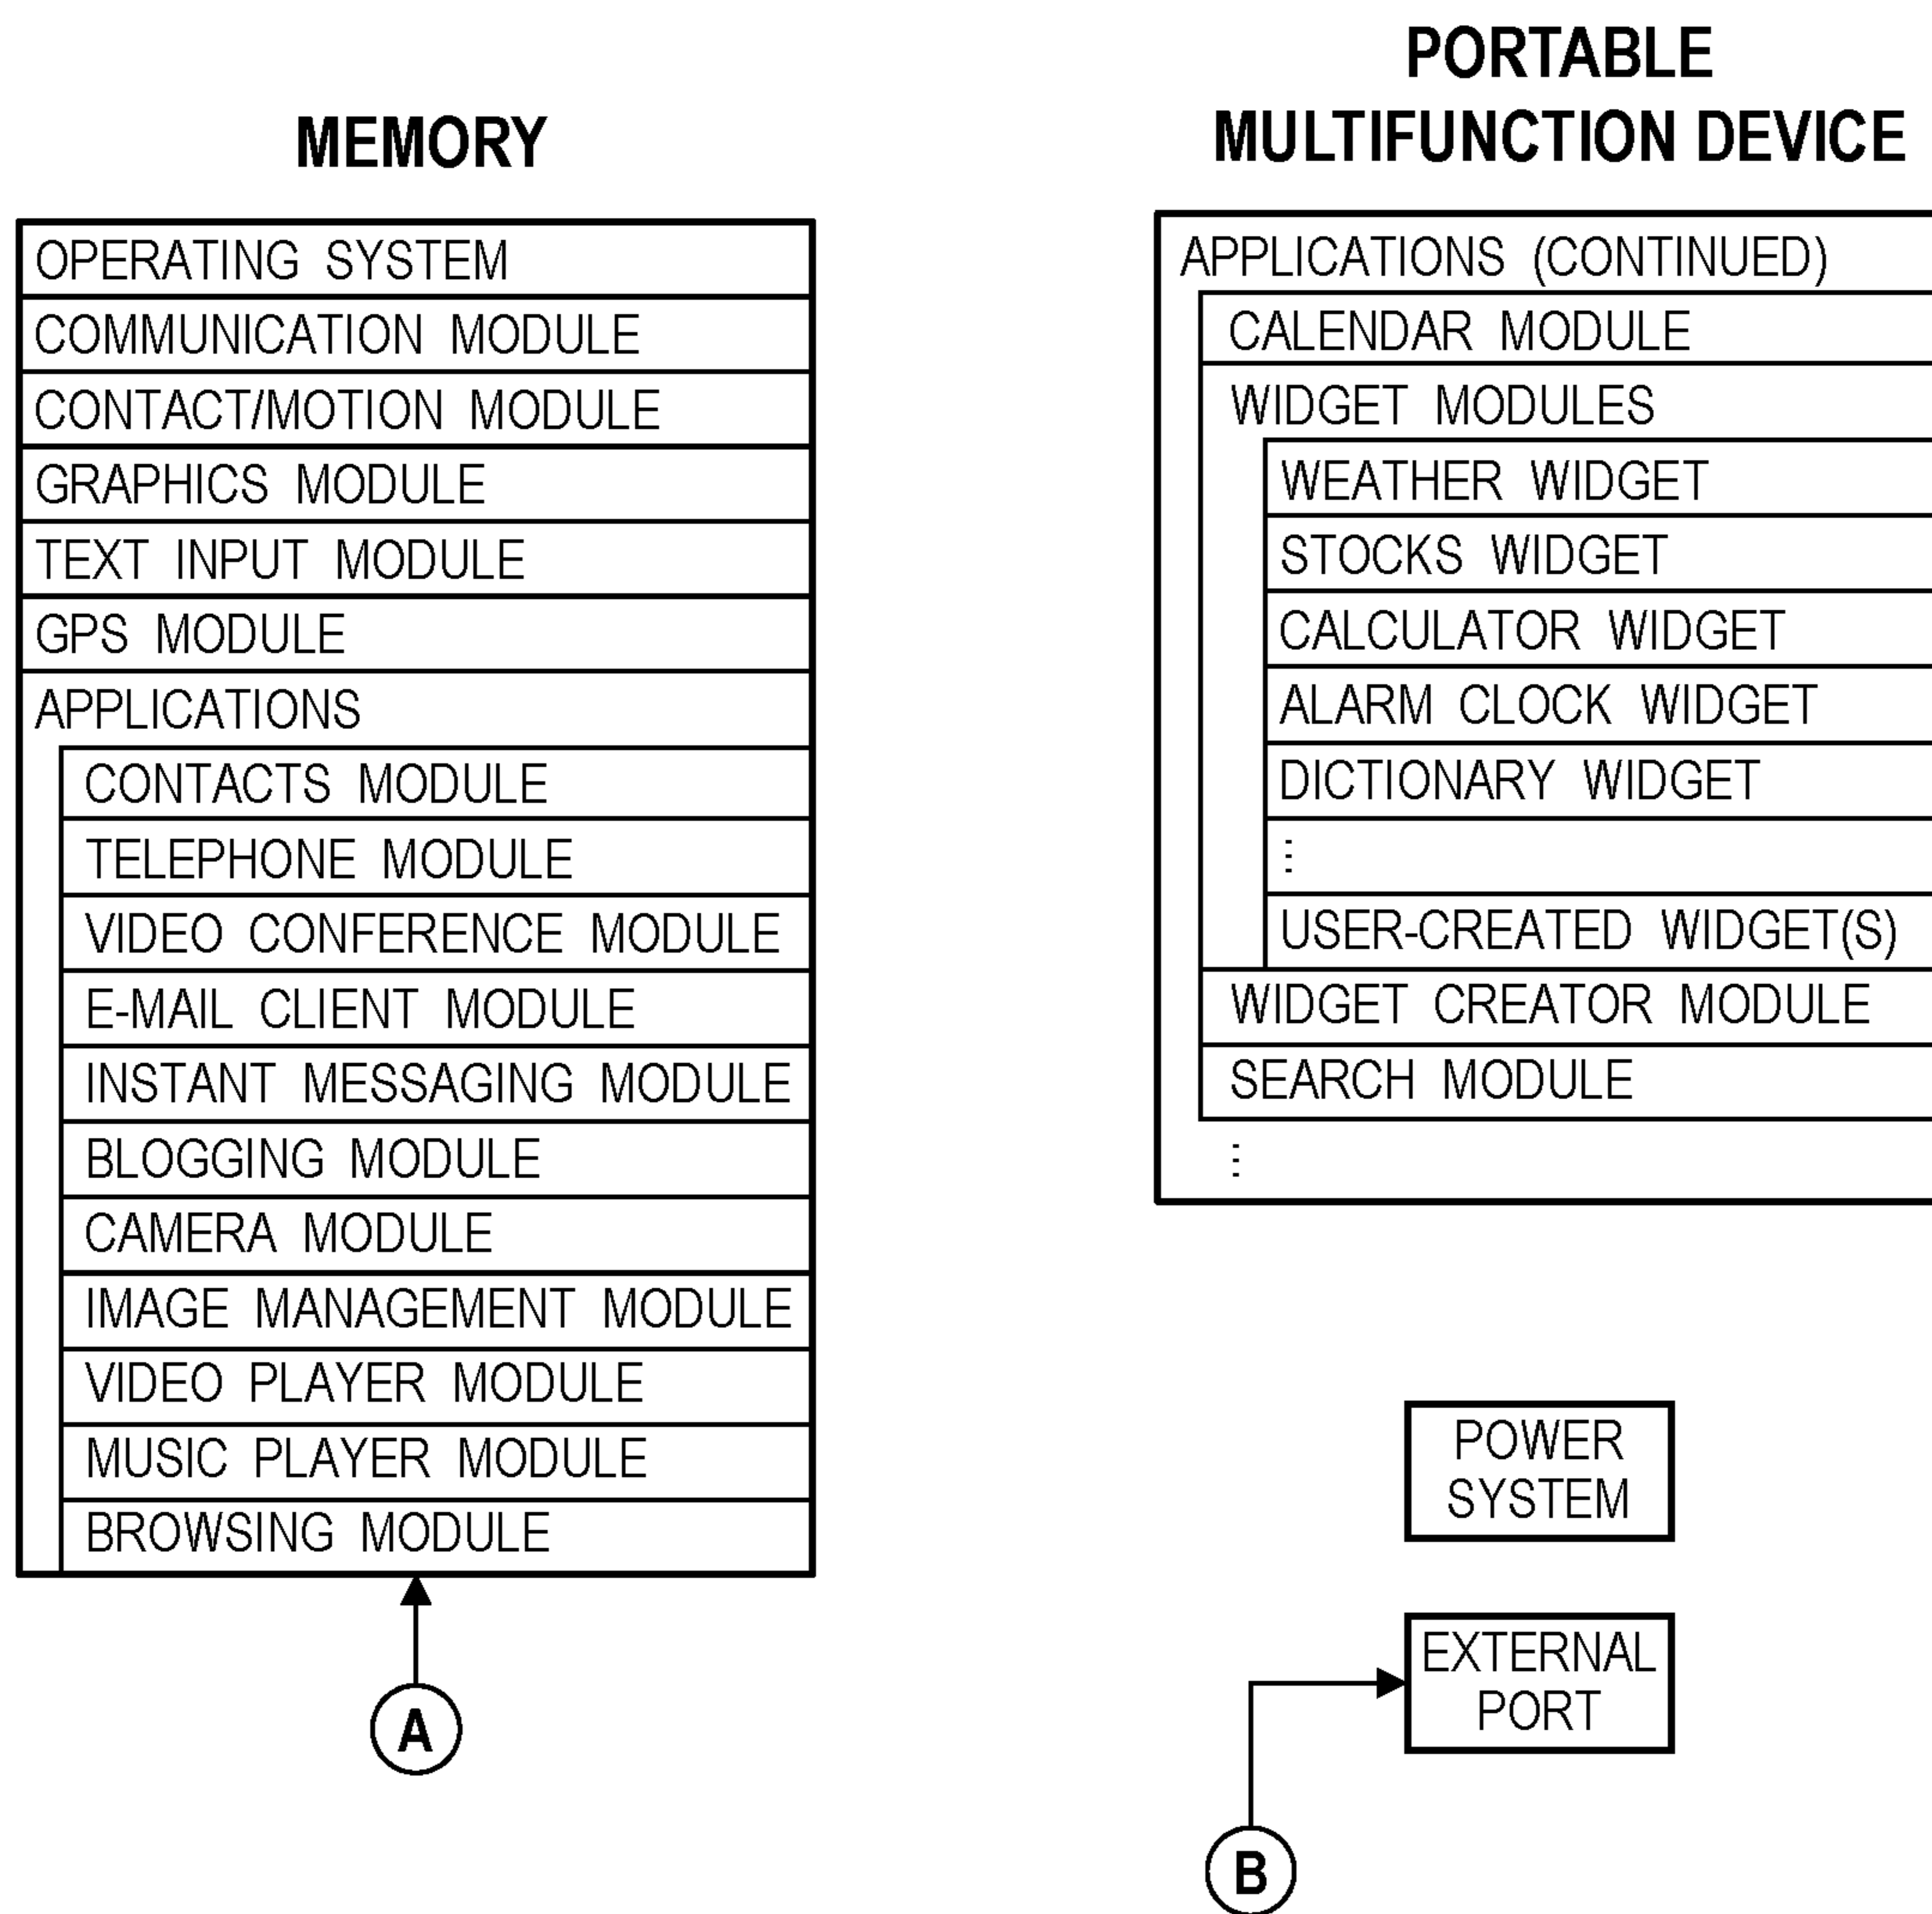 MEMORY
OPERATING SYSTEM
COMMUNICATION MODULE
CONTACT/MOTION MODULE
GRAPHICS MODULE
TEXT INPUT MODULE
GPS MODULE
APPLICATIONS
CONTACTS MODULE
TELEPHONE MODULE
VIDEO CONFERENCE MODULE
E-MAIL CLIENT MODULE
INSTANT MESSAGING MODULE
BLOGGING MODULE
CAMERA MODULE
IMAGE MANAGEMENT MODULE
VIDEO PLAYER MODULE
MUSIC PLAYER MODULE
BROWSING MODULE
A
PORTABLE
MULTIFUNCTION DEVICE
APPLICATIONS (CONTINUED)
CALENDAR MODULE
WIDGET MODULES
WEATHER WIDGET
STOCKS WIDGET
CALCULATOR WIDGET
ALARM CLOCK WIDGET
DICTIONARY WIDGET
⋮
USER-CREATED WIDGET(S)
WIDGET CREATOR MODULE
SEARCH MODULE
⋮
POWER
SYSTEM
EXTERNAL
PORT
B